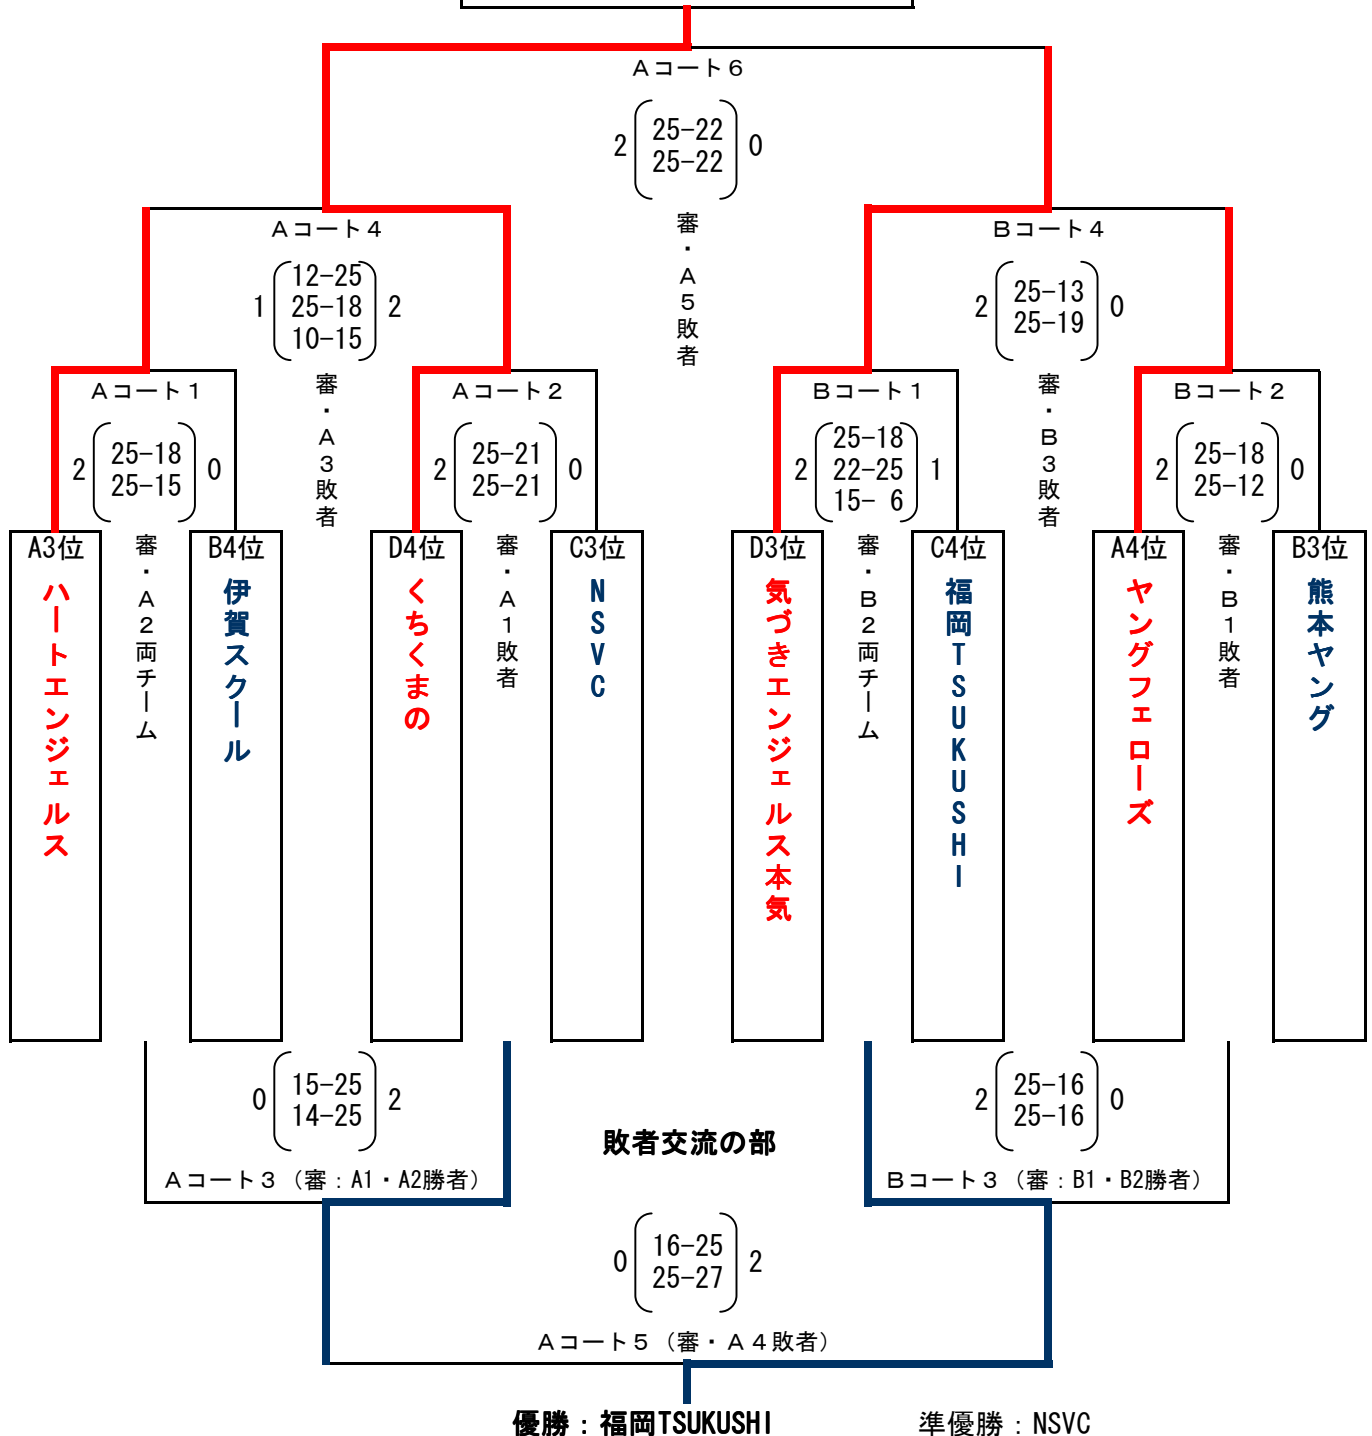 Aコート6
2 25-22 0
25-22
審・A5敗者
Aコート4
12-25
1 25-18 2
10-15
審・A3敗者
Bコート4
2 25-13 0
25-19
審・B3敗者
Aコート1
2 25-18 0
25-15
審・A2両チーム
Aコート2
2 25-21 0
25-21
審・A1敗者
Bコート1
25-18
2 22-25 1
15- 6
審・B2両チーム
Bコート2
2 25-18 0
25-12
審・B1敗者
A3位
ハートエンジェルス
B4位
伊賀スクール
D4位
くちくまの
C3位
NSVC
D3位
気づきエンジェルス本気
C4位
福岡TSUKUSHI
A4位
ヤングフェローズ
B3位
熊本ヤング
0 15-25 2
14-25
Aコート3(審:A1・A2勝者)
敗者交流の部
2 25-16 0
25-16
Bコート3(審:B1・B2勝者)
0 16-25 2
25-27
Aコート5(審・A4敗者)
優勝:福岡TSUKUSHI 準優勝:NSVC